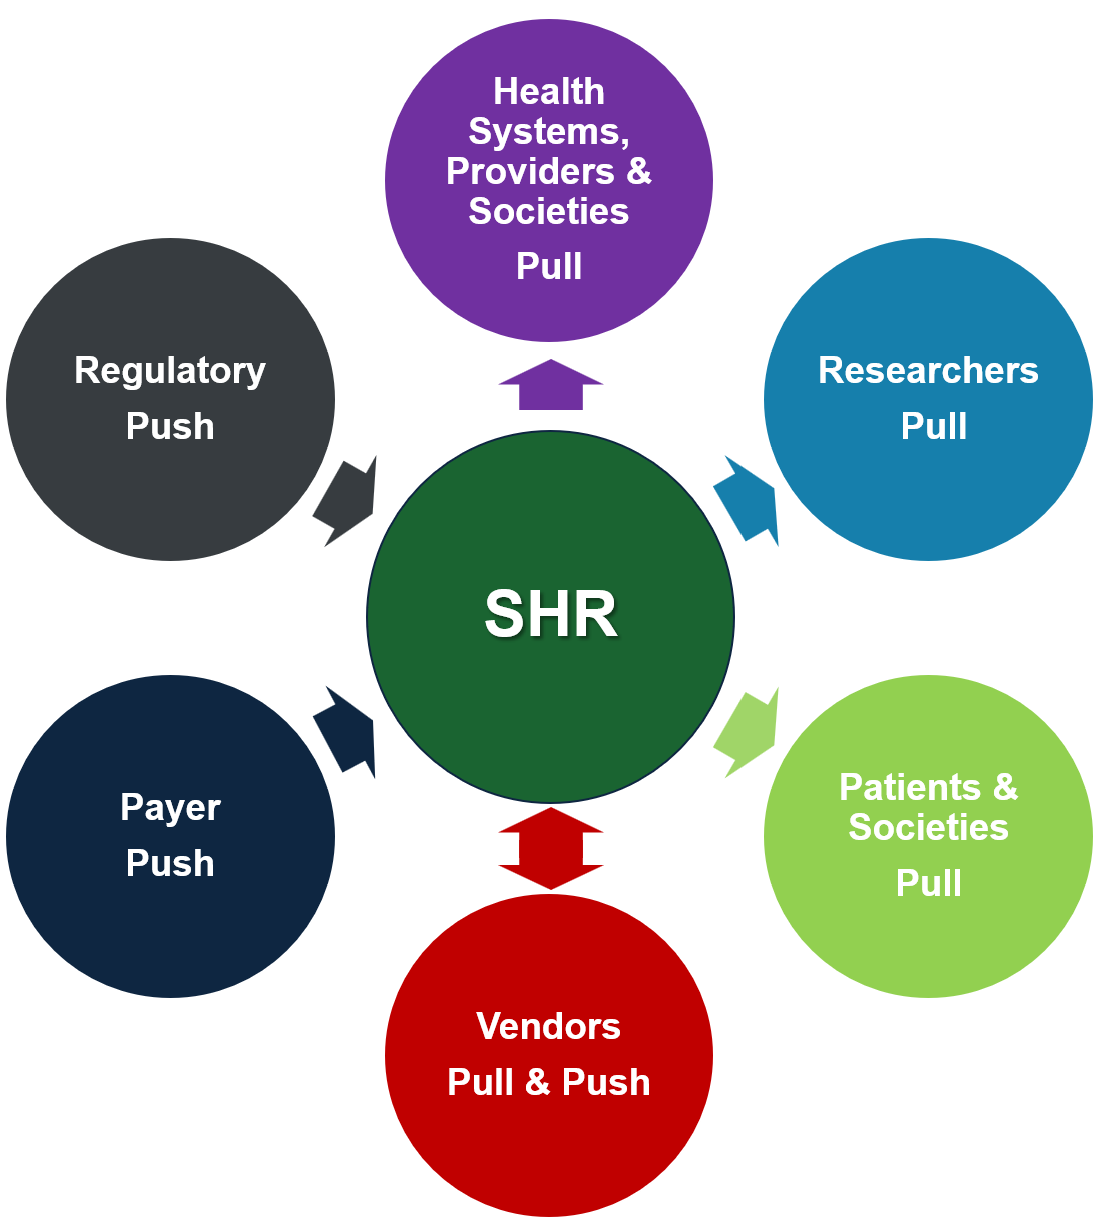 Health
Systems,
Providers &
Societies
Pull
Regulatory
Push
Researchers
Pull
SHR
Payer
Push
Patients &
Societies
Pull
Vendors
Pull & Push